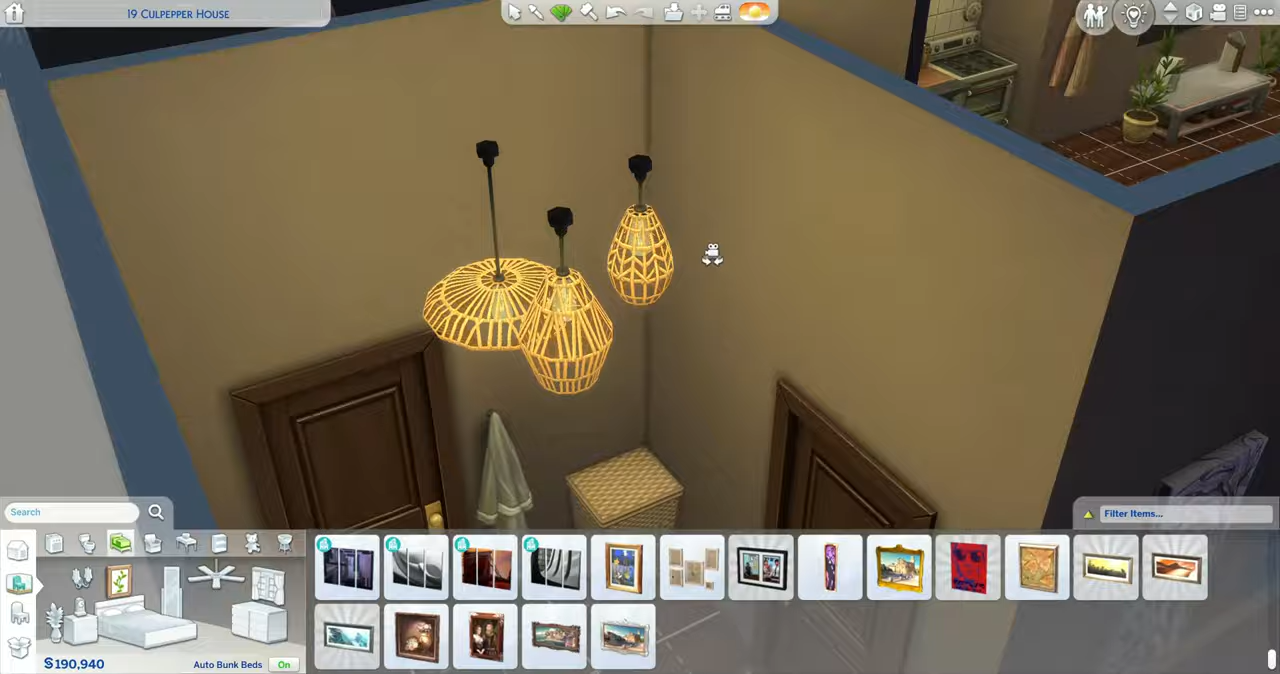 19 Culpepper House
Search
Filter Items...
$190,940
Auto Bunk Beds
On